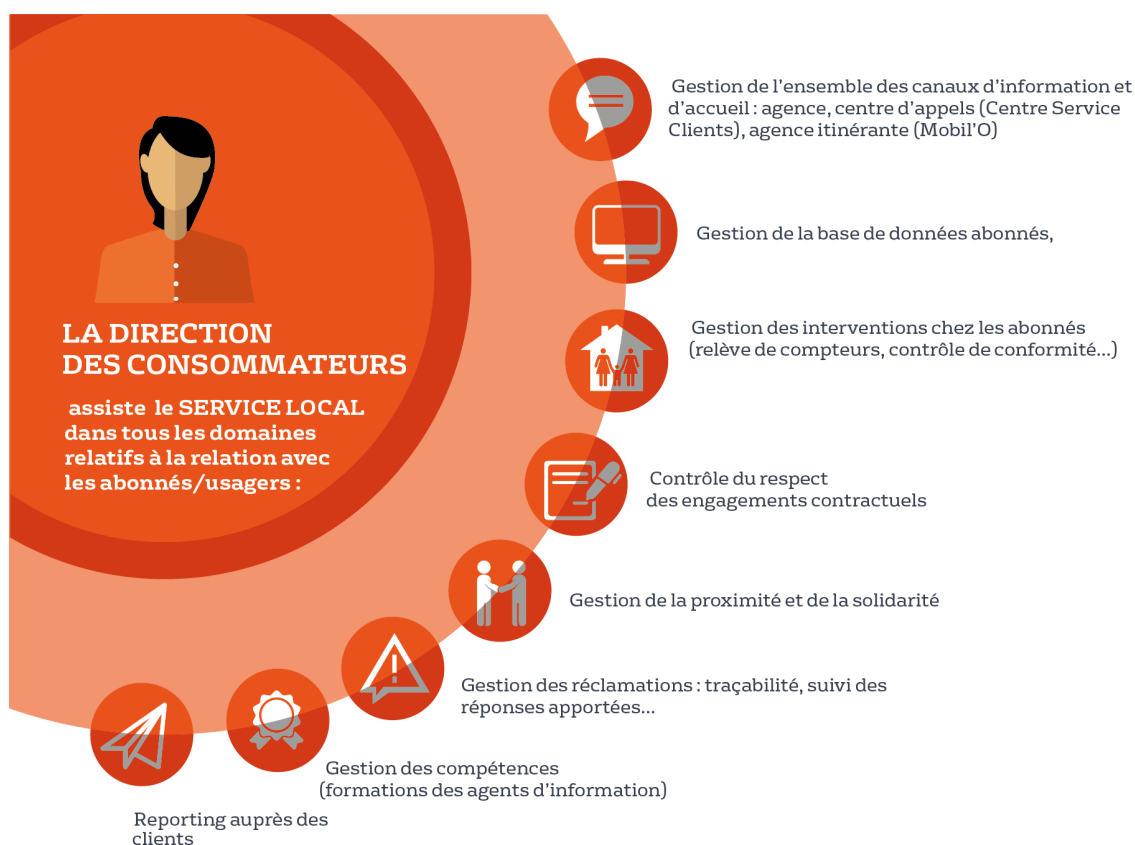 LA DIRECTION
DES CONSOMMATEURS
assiste le SERVICE LOCAL
dans tous les domaines
relatifs à la relation avec
les abonnés/usagers :
Gestion de l’ensemble des canaux d’information et
d’accueil : agence, centre d’appels (Centre Service
Clients), agence itinérante (Mobil’O)
Gestion de la base de données abonnés,
Gestion des interventions chez les abonnés
(relève de compteurs, contrôle de conformité...)
Contrôle du respect
des engagements contractuels
Gestion de la proximité et de la solidarité
Gestion des réclamations : traçabilité, suivi des
réponses apportées...
Gestion des compétences
(formations des agents d’information)
Reporting auprès des
clients